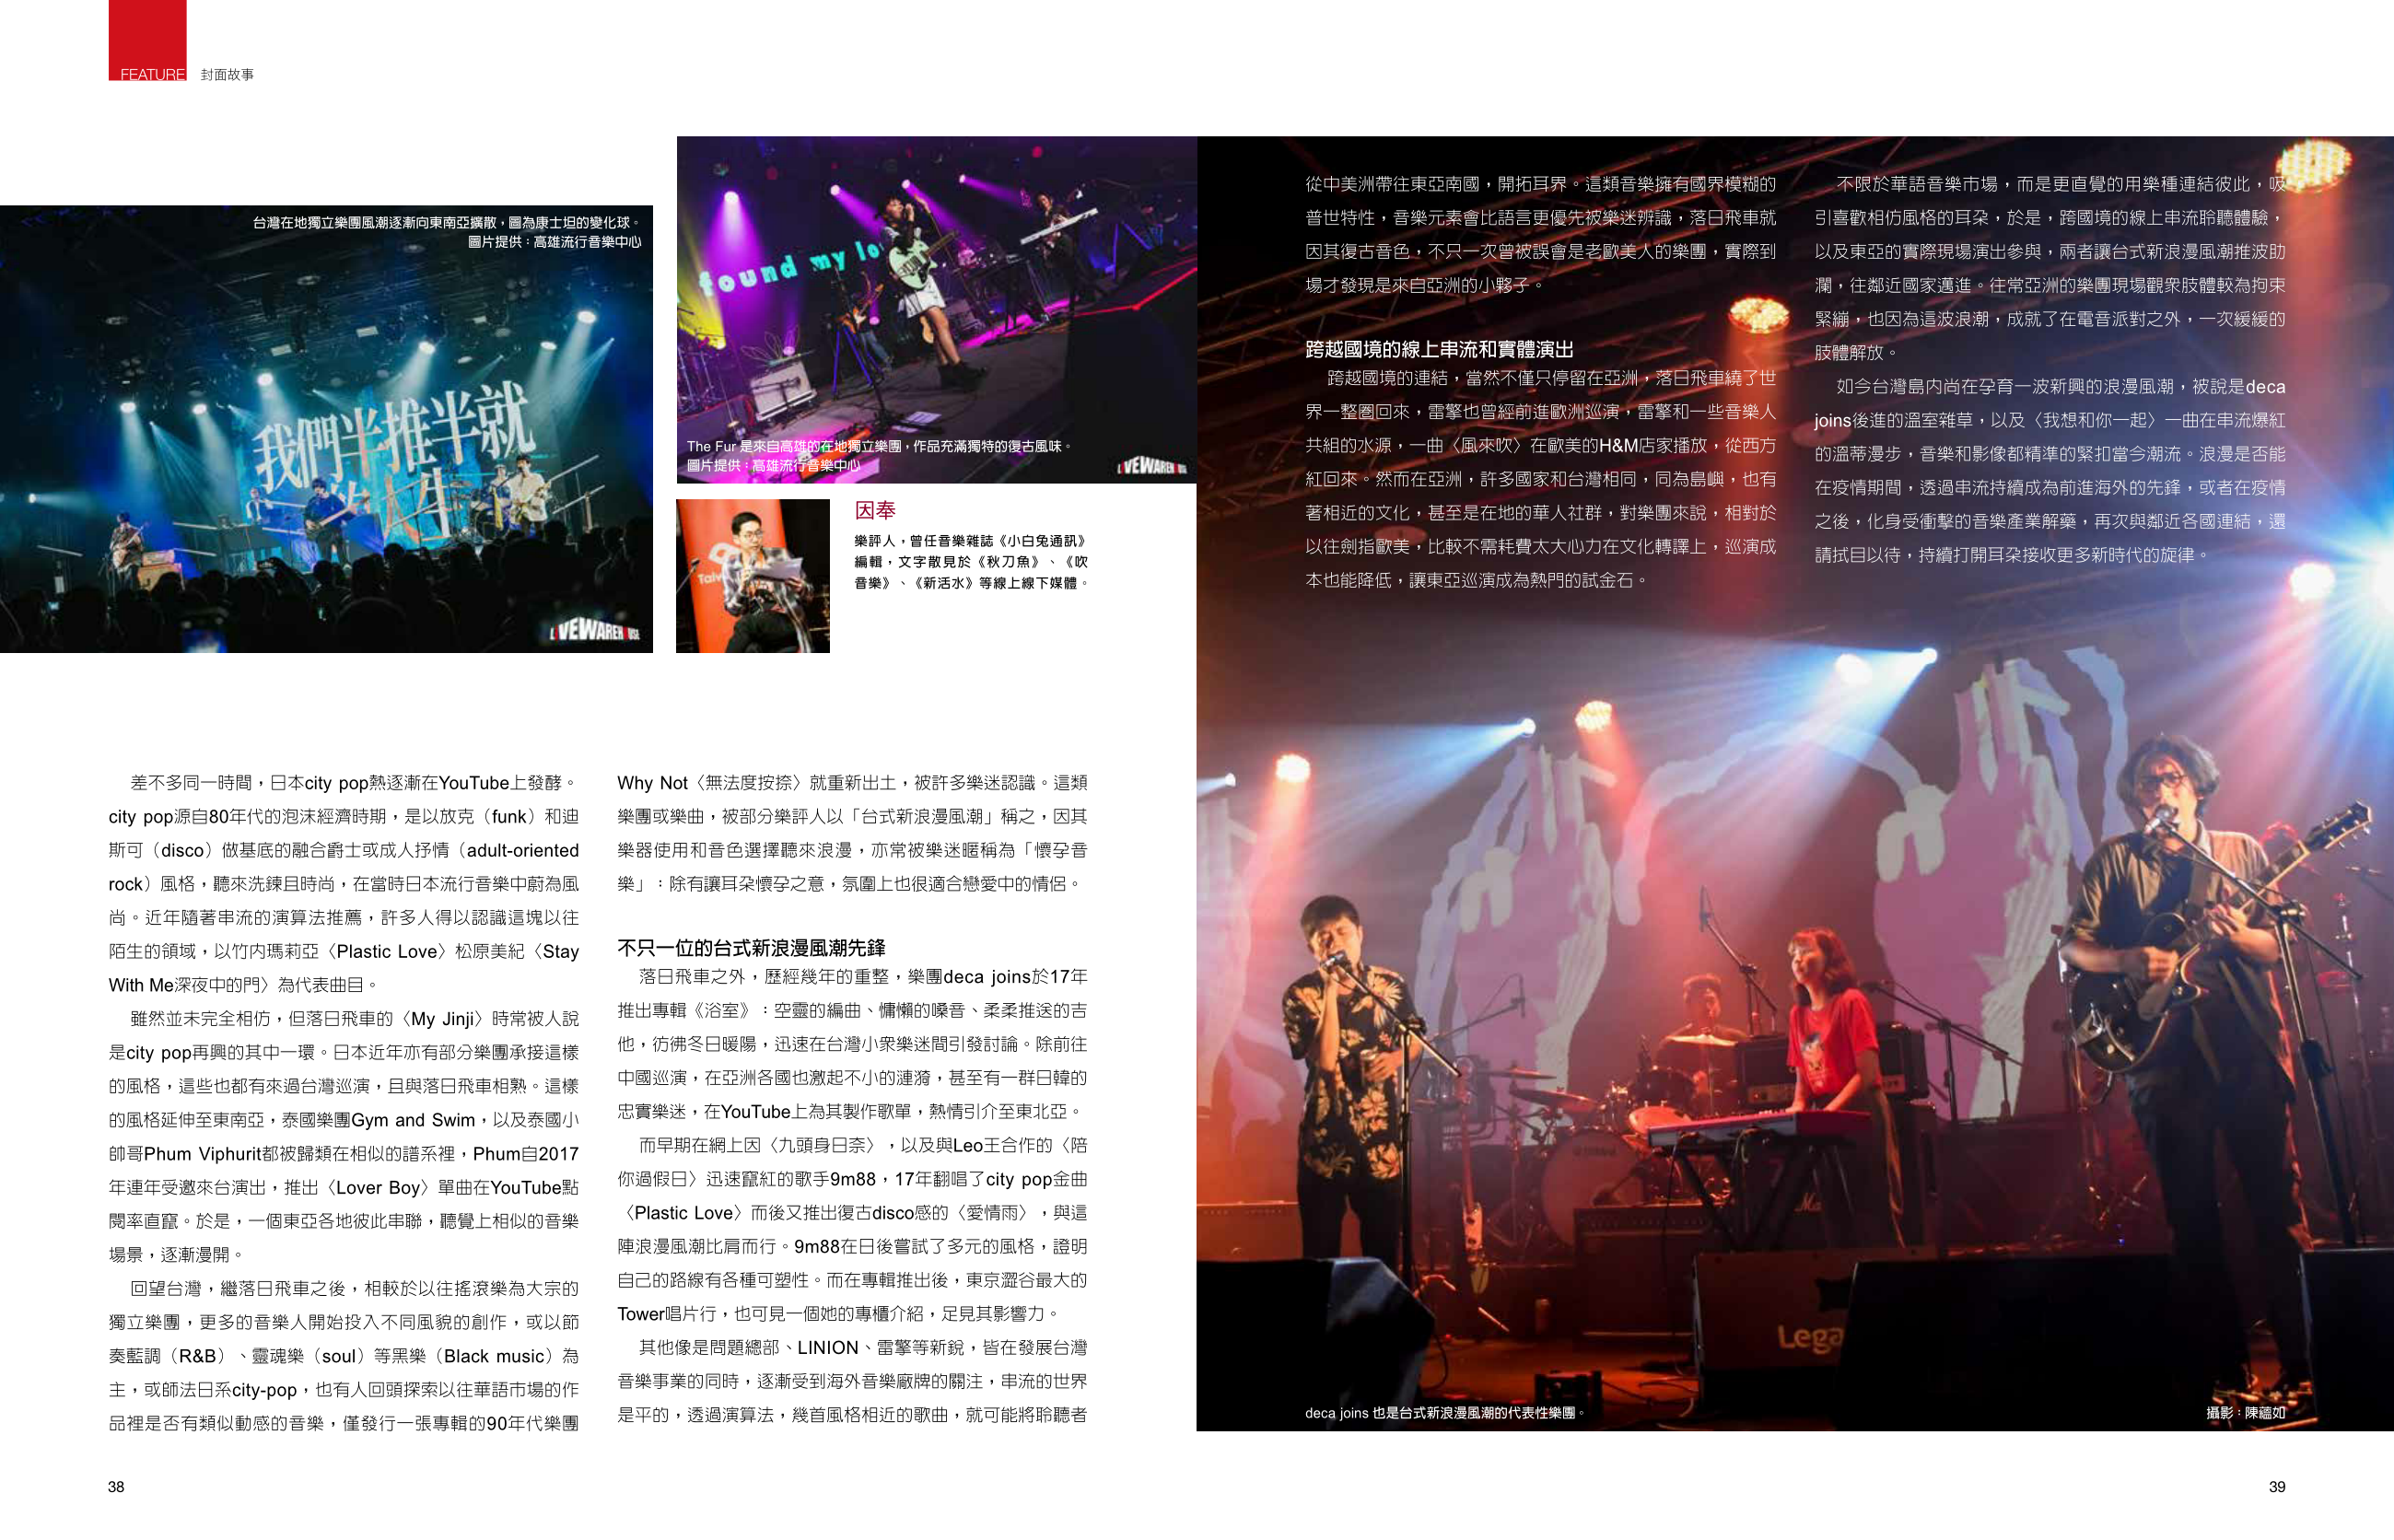 FEATURE 封面故事
台灣在地獨立樂團風潮逐漸向東南亞擴散，圖為康士坦的變化球。
圖片提供：高雄流行音樂中心
我們半推半就
LIVEWAREHOUSE
found my lo
The Fur 是來自高雄的在地獨立樂團，作品充滿獨特的復古風味。
圖片提供：高雄流行音樂中心
LIVEWAREHOUSE
因奉
樂評人，曾任音樂雜誌《小白兔通訊》
編輯，文字散見於《秋刀魚》、《吹
音樂》、《新活水》等線上線下媒體。
差不多同一時間，日本city pop熱逐漸在YouTube上發酵。
city pop源自80年代的泡沫經濟時期，是以放克（funk）和迪
斯可（disco）做基底的融合爵士或成人抒情（adult-oriented
rock）風格，聽來洗鍊且時尚，在當時日本流行音樂中蔚為風
尚。近年隨著串流的演算法推薦，許多人得以認識這塊以往
陌生的領域，以竹內瑪莉亞〈Plastic Love〉松原美紀〈Stay
With Me深夜中的門〉為代表曲目。
雖然並未完全相仿，但落日飛車的〈My Jinji〉時常被人說
是city pop再興的其中一環。日本近年亦有部分樂團承接這樣
的風格，這些也都有來過台灣巡演，且與落日飛車相熟。這樣
的風格延伸至東南亞，泰國樂團Gym and Swim，以及泰國小
帥哥Phum Viphurit都被歸類在相似的譜系裡，Phum自2017
年連年受邀來台演出，推出〈Lover Boy〉單曲在YouTube點
閱率直竄。於是，一個東亞各地彼此串聯，聽覺上相似的音樂
場景，逐漸漫開。
回望台灣，繼落日飛車之後，相較於以往搖滾樂為大宗的
獨立樂團，更多的音樂人開始投入不同風貌的創作，或以節
奏藍調（R&B）、靈魂樂（soul）等黑樂（Black music）為
主，或師法日系city-pop，也有人回頭探索以往華語市場的作
品裡是否有類似動感的音樂，僅發行一張專輯的90年代樂團
Why Not〈無法度按捺〉就重新出土，被許多樂迷認識。這類
樂團或樂曲，被部分樂評人以「台式新浪漫風潮」稱之，因其
樂器使用和音色選擇聽來浪漫，亦常被樂迷暱稱為「懷孕音
樂」：除有讓耳朵懷孕之意，氛圍上也很適合戀愛中的情侶。
不只一位的台式新浪漫風潮先鋒
落日飛車之外，歷經幾年的重整，樂團deca joins於17年
推出專輯《浴室》：空靈的編曲、慵懶的嗓音、柔柔推送的吉
他，彷彿冬日暖陽，迅速在台灣小眾樂迷間引發討論。除前往
中國巡演，在亞洲各國也激起不小的漣漪，甚至有一群日韓的
忠實樂迷，在YouTube上為其製作歌單，熱情引介至東北亞。
而早期在網上因〈九頭身日奈〉，以及與Leo王合作的〈陪
你過假日〉迅速竄紅的歌手9m88，17年翻唱了city pop金曲
〈Plastic Love〉而後又推出復古disco感的〈愛情雨〉，與這
陣浪漫風潮比肩而行。9m88在日後嘗試了多元的風格，證明
自己的路線有各種可塑性。而在專輯推出後，東京澀谷最大的
Tower唱片行，也可見一個她的專櫃介紹，足見其影響力。
其他像是問題總部、LINION、雷擎等新銳，皆在發展台灣
音樂事業的同時，逐漸受到海外音樂廠牌的關注，串流的世界
是平的，透過演算法，幾首風格相近的歌曲，就可能將聆聽者
從中美洲帶往東亞南國，開拓耳界。這類音樂擁有國界模糊的
普世特性，音樂元素會比語言更優先被樂迷辨識，落日飛車就
因其復古音色，不只一次曾被誤會是老歐美人的樂團，實際到
場才發現是來自亞洲的小夥子。
跨越國境的線上串流和實體演出
跨越國境的連結，當然不僅只停留在亞洲，落日飛車繞了世
界一整圈回來，雷擎也曾經前進歐洲巡演，雷擎和一些音樂人
共組的水源，一曲〈風來吹〉在歐美的H&M店家播放，從西方
紅回來。然而在亞洲，許多國家和台灣相同，同為島嶼，也有
著相近的文化，甚至是在地的華人社群，對樂團來說，相對於
以往劍指歐美，比較不需耗費太大心力在文化轉譯上，巡演成
本也能降低，讓東亞巡演成為熱門的試金石。
不限於華語音樂市場，而是更直覺的用樂種連結彼此，吸
引喜歡相仿風格的耳朵，於是，跨國境的線上串流聆聽體驗，
以及東亞的實際現場演出參與，兩者讓台式新浪漫風潮推波助
瀾，往鄰近國家邁進。往常亞洲的樂團現場觀眾肢體較為拘束
緊繃，也因為這波浪潮，成就了在電音派對之外，一次緩緩的
肢體解放。
如今台灣島內尚在孕育一波新興的浪漫風潮，被說是deca
joins後進的溫室雜草，以及〈我想和你一起〉一曲在串流爆紅
的溫蒂漫步，音樂和影像都精準的緊扣當今潮流。浪漫是否能
在疫情期間，透過串流持續成為前進海外的先鋒，或者在疫情
之後，化身受衝擊的音樂產業解藥，再次與鄰近各國連結，還
請拭目以待，持續打開耳朵接收更多新時代的旋律。
Lega
deca joins 也是台式新浪漫風潮的代表性樂團。
攝影：陳蘊如
38
39